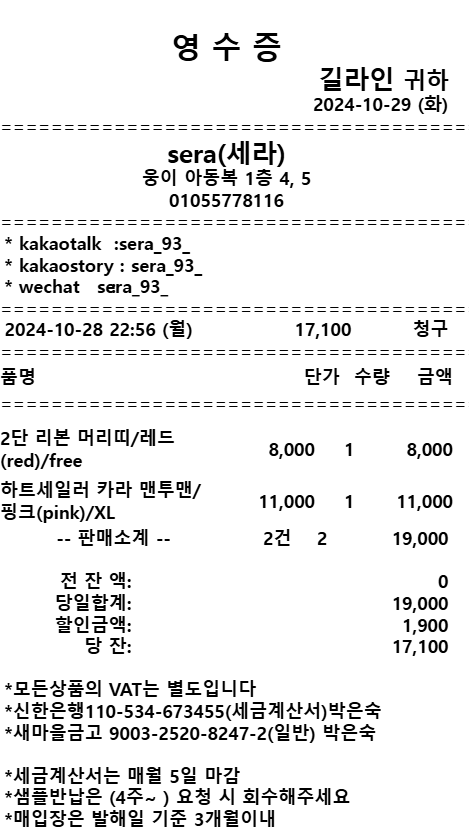 영 수 증
길라인 귀하
2024-10-29 (화)
=====================================
sera(세라)
웅이 아동복 1층 4, 5
01055778116
=====================================
* kakaotalk :sera_93_
* kakaostory : sera_93_
* wechat sera_93_
=====================================
2024-10-28 22:56 (월) 17,100 청구
=====================================
품명 단가 수량 금액
=====================================
2단 리본 머리띠/레드
(red)/free 8,000 1 8,000
하트세일러 카라 맨투맨/
핑크(pink)/XL 11,000 1 11,000
-- 판매소계 -- 2건 2 19,000
전 잔 액: 0
당일합계: 19,000
할인금액: 1,900
당 잔: 17,100
*모든상품의 VAT는 별도입니다
*신한은행110-534-673455(세금계산서)박은숙
*새마을금고 9003-2520-8247-2(일반) 박은숙
*세금계산서는 매월 5일 마감
*샘플반납은 (4주~ ) 요청 시 회수해주세요
*매입장은 발해일 기준 3개월이내